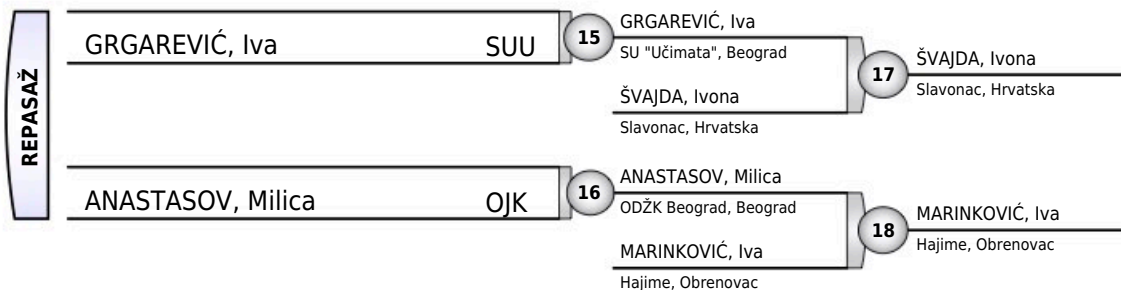 REPASAŽ
GRGAREVIĆ, Iva SUU
15
GRGAREVIĆ, Iva
SU "Učimata", Beograd
ŠVAJDA, Ivona
Slavonac, Hrvatska
17
ŠVAJDA, Ivona
Slavonac, Hrvatska
ANASTASOV, Milica OJK
16
ANASTASOV, Milica
ODŽK Beograd, Beograd
MARINKOVIĆ, Iva
Hajime, Obrenovac
18
MARINKOVIĆ, Iva
Hajime, Obrenovac